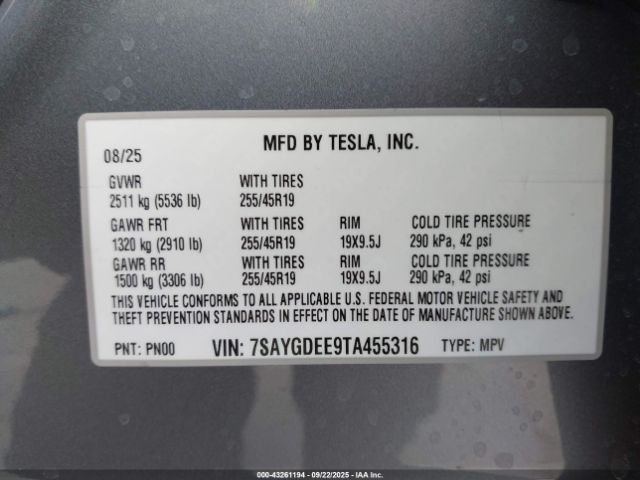 MFD BY TESLA, INC.
08/25
GVWR WITH TIRES
2511 kg (5536 lb) 255/45R19
GAWR FRT WITH TIRES RIM COLD TIRE PRESSURE
1320 kg (2910 lb) 255/45R19 19X9.5J 290 kPa, 42 psi
GAWR RR WITH TIRES RIM COLD TIRE PRESSURE
1500 kg (3306 lb) 255/45R19 19X9.5J 290 kPa, 42 psi
THIS VEHICLE CONFORMS TO ALL APPLICABLE U.S. FEDERAL MOTOR VEHICLE SAFETY AND
THEFT PREVENTION STANDARDS IN EFFECT ON THE DATE OF MANUFACTURE SHOWN ABOVE.
PNT: PN00 VIN: 7SAYGDEE9TA455316 TYPE: MPV
000-43261194 - 09/22/2025 - IAA Inc.